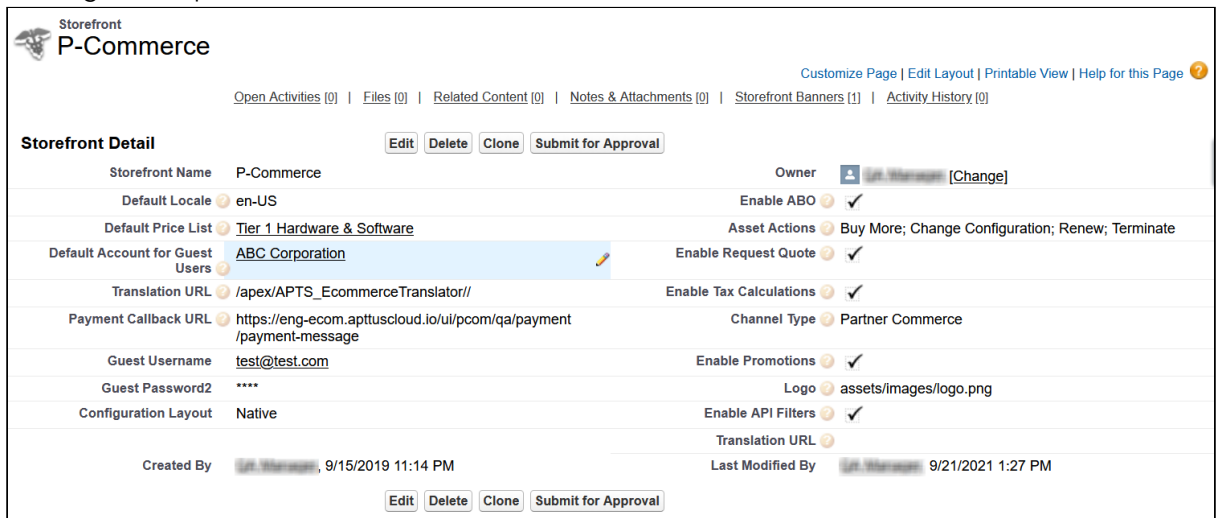 Storefront
P-Commerce
Customize Page | Edit Layout | Printable View | Help for this Page ?
Open Activities [0] | Files [0] | Related Content [0] | Notes & Attachments [0] | Storefront Banners [1] | Activity History [0]
Storefront Detail Edit Delete Clone Submit for Approval
Storefront Name P-Commerce Owner [Change]
Default Locale ? en-US Enable ABO ?
Default Price List ? Tier 1 Hardware & Software Asset Actions ? Buy More; Change Configuration; Renew; Terminate
Default Account for Guest
Users ? ABC Corporation Enable Request Quote ?
Translation URL ? /apex/APTS_EcommerceTranslator// Enable Tax Calculations ?
Payment Callback URL ? https://eng-ecom.apttuscloud.io/ui/pcom/qa/payment
/payment-message Channel Type ? Partner Commerce
Guest Username test@test.com Enable Promotions ?
Guest Password2 **** Logo ? assets/images/logo.png
Configuration Layout Native Enable API Filters ?
Translation URL ?
Created By , 9/15/2019 11:14 PM Last Modified By 9/21/2021 1:27 PM
Edit Delete Clone Submit for Approval